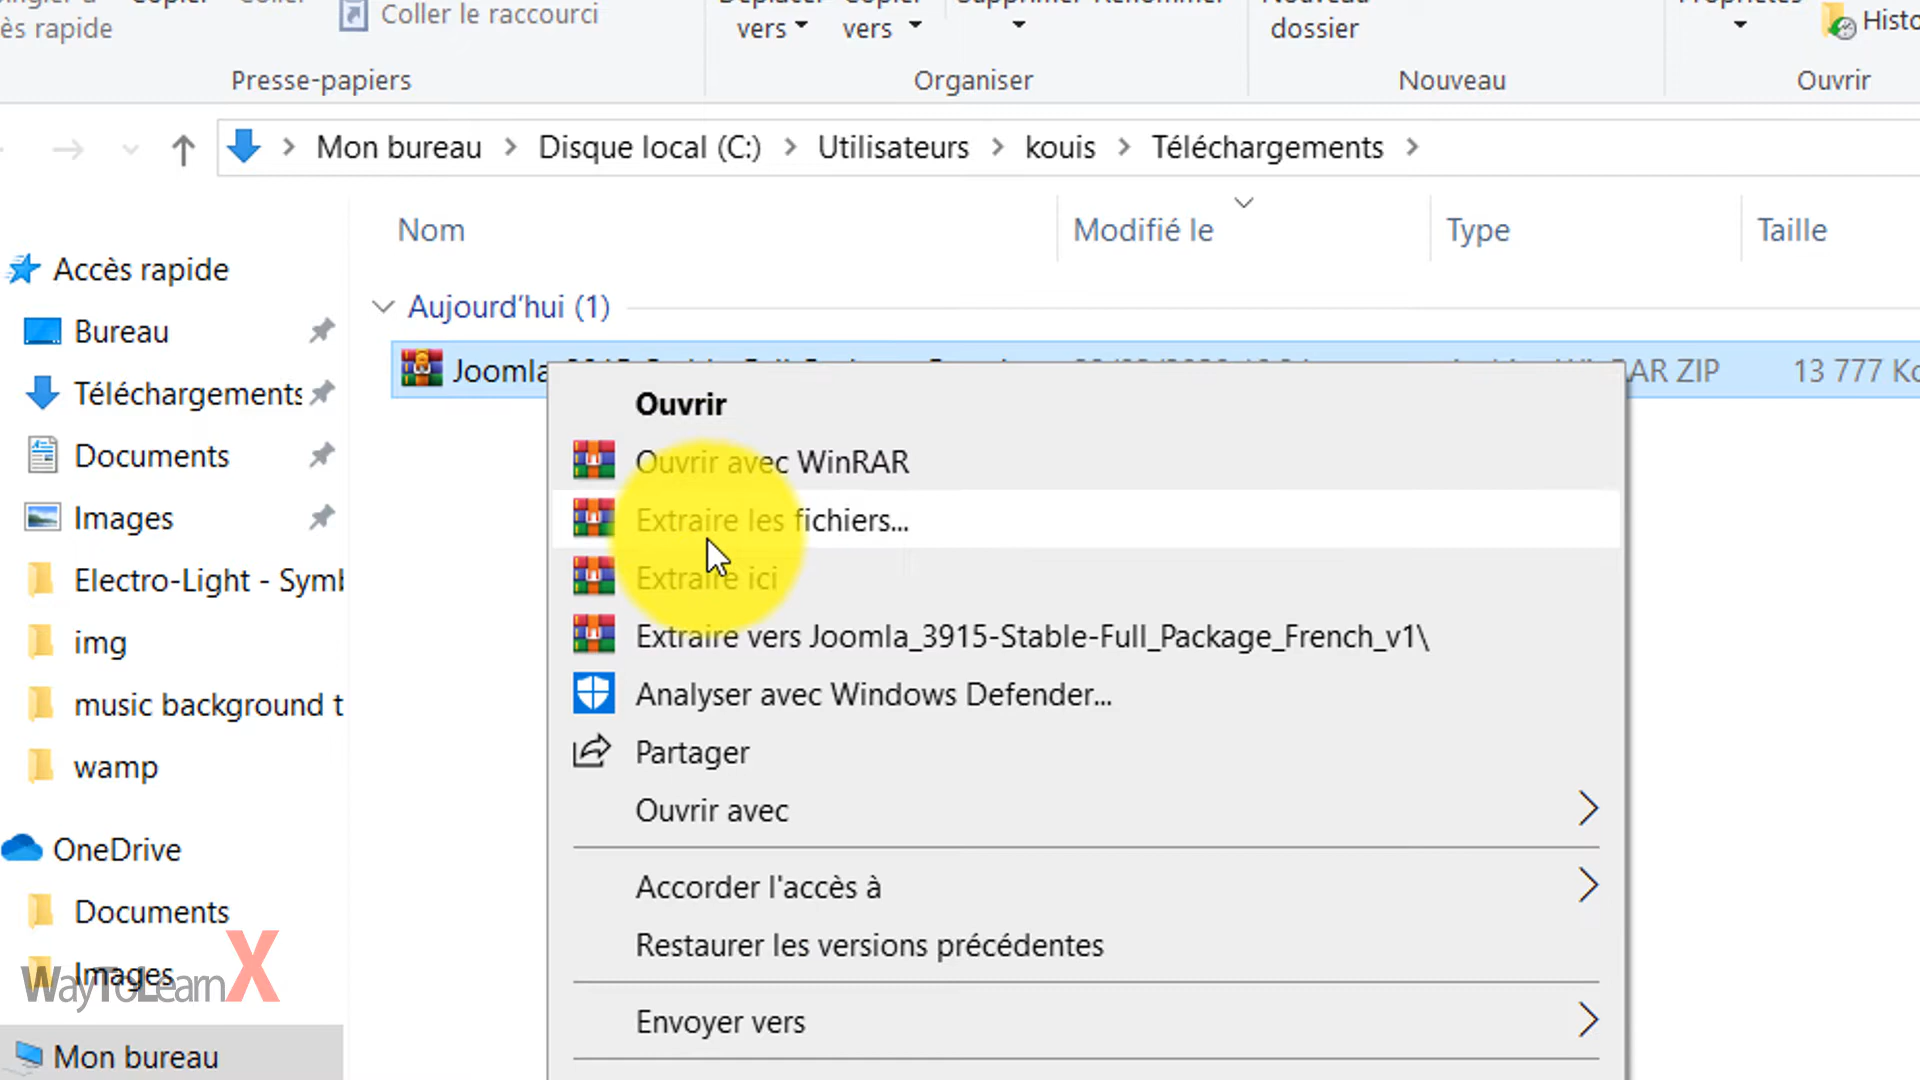 ès rapide
Coller le raccourci
vers
vers
dossier
Histo
Presse-papiers
Organiser
Nouveau
Ouvrir
Mon bureau
Disque local (C:)
Utilisateurs
kouis
Téléchargements
Nom
Modifié le
Type
Taille
Accès rapide
Bureau
Téléchargements
Documents
Images
Electro-Light - Symb
img
music background t
wamp
OneDrive
Documents
Images
WayToLearnX
Mon bureau
Aujourd'hui (1)
Joomla
AR ZIP
13 777 Ko
Ouvrir
Ouvrir avec WinRAR
Extraire les fichiers...
Extraire ici
Extraire vers Joomla_3915-Stable-Full_Package_French_v1\
Analyser avec Windows Defender...
Partager
Ouvrir avec
Accorder l'accès à
Restaurer les versions précédentes
Envoyer vers